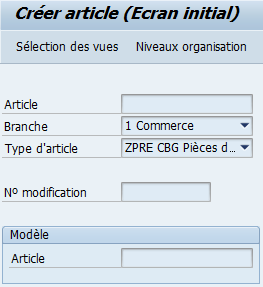 Créer article (Ecran initial)
Sélection des vues Niveaux organisation
Article
Branche 1 Commerce
Type d'article ZPRE CBG Pièces d...
Nº modification
Modèle
Article